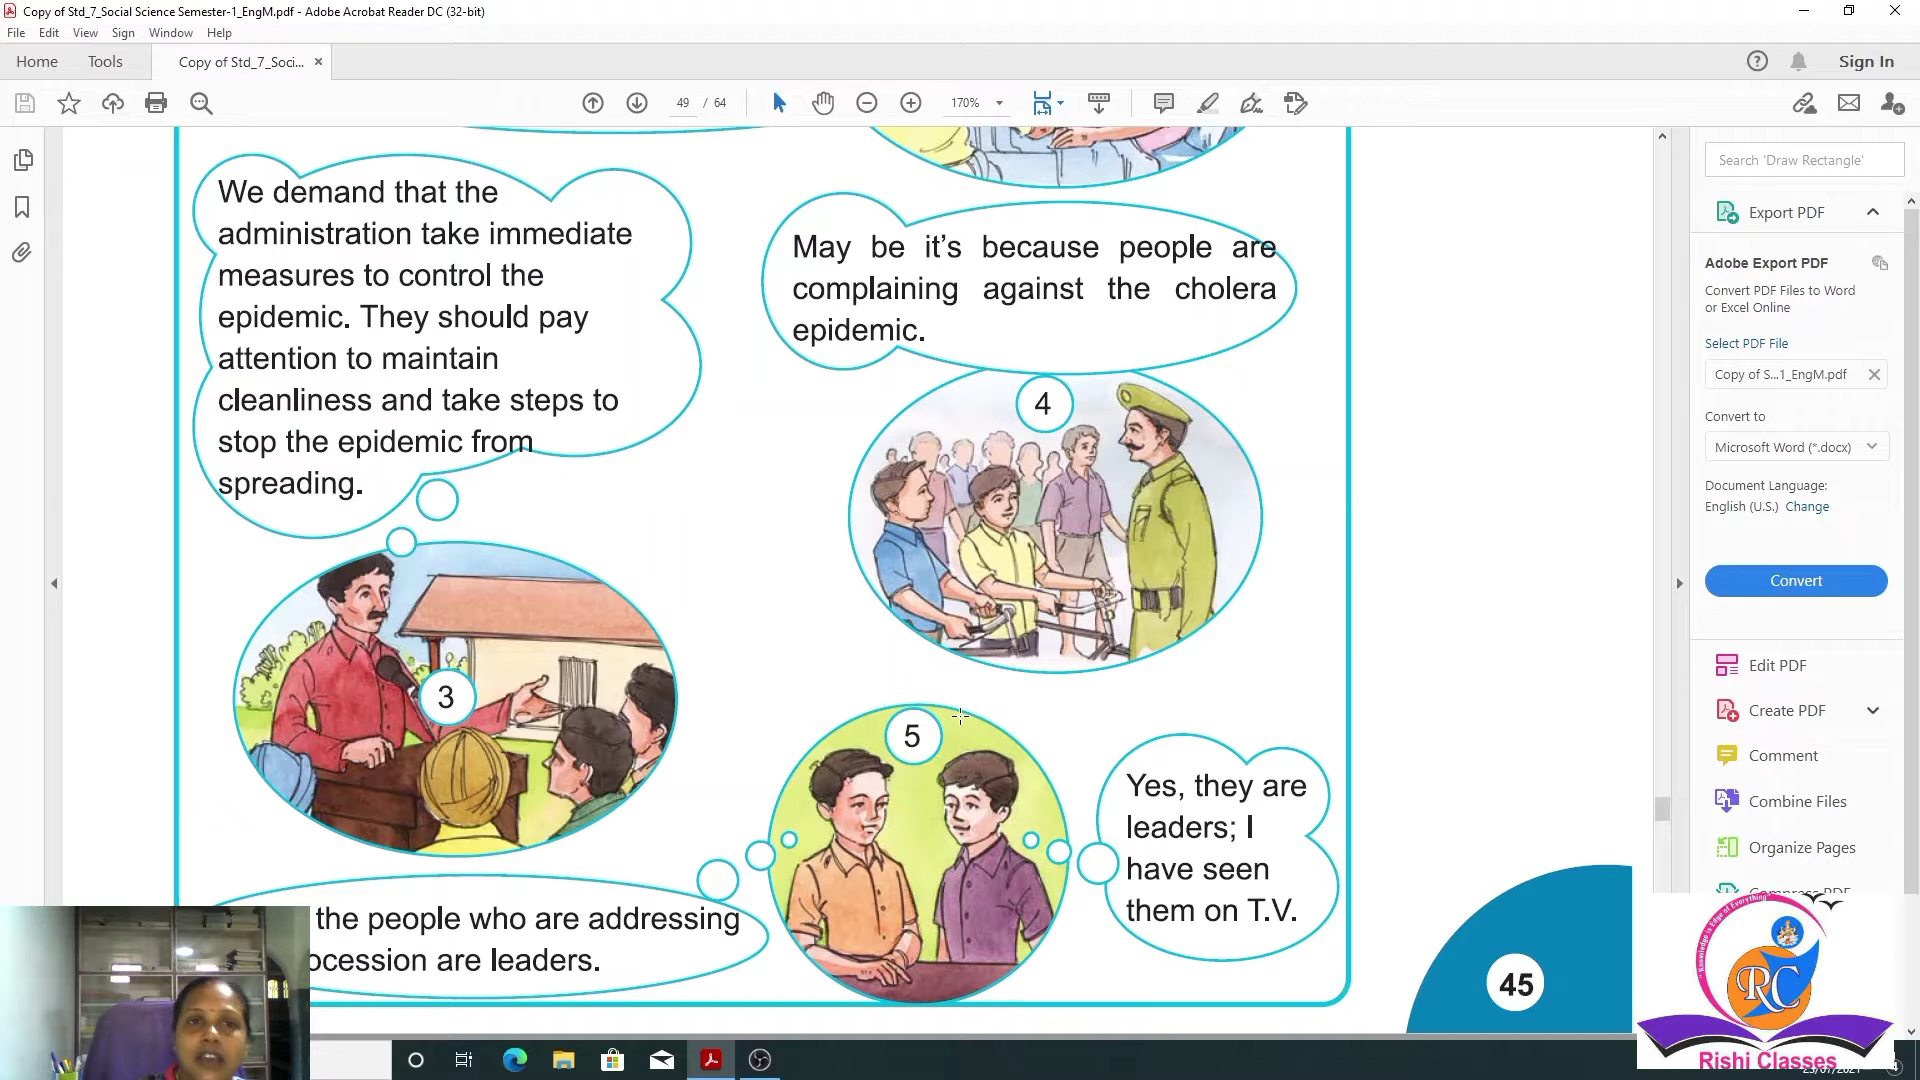 Copy of Std_7_Social Science Semester-1_EngM.pdf - Adobe Acrobat Reader DC (32-bit)
File Edit View Sign Window Help
Home Tools Copy of Std_7_Soci... × Sign In
49 / 64 170%
Search 'Draw Rectangle'
Export PDF
Adobe Export PDF
Convert PDF Files to Word
or Excel Online
Select PDF File
Copy of S...1_EngM.pdf
Convert to
Microsoft Word (*.docx)
Document Language:
English (U.S.) Change
Convert
Edit PDF
Create PDF
Comment
Combine Files
Organize Pages
Compress PDF
We demand that the
administration take immediate
measures to control the
epidemic. They should pay
attention to maintain
cleanliness and take steps to
stop the epidemic from
spreading.
May be it’s because people are
complaining against the cholera
epidemic.
4
3
5
Yes, they are
leaders; I
have seen
them on T.V.
the people who are addressing
ocession are leaders.
45
"Knowledge is Edge of Everything"
RC
Rishi Classes